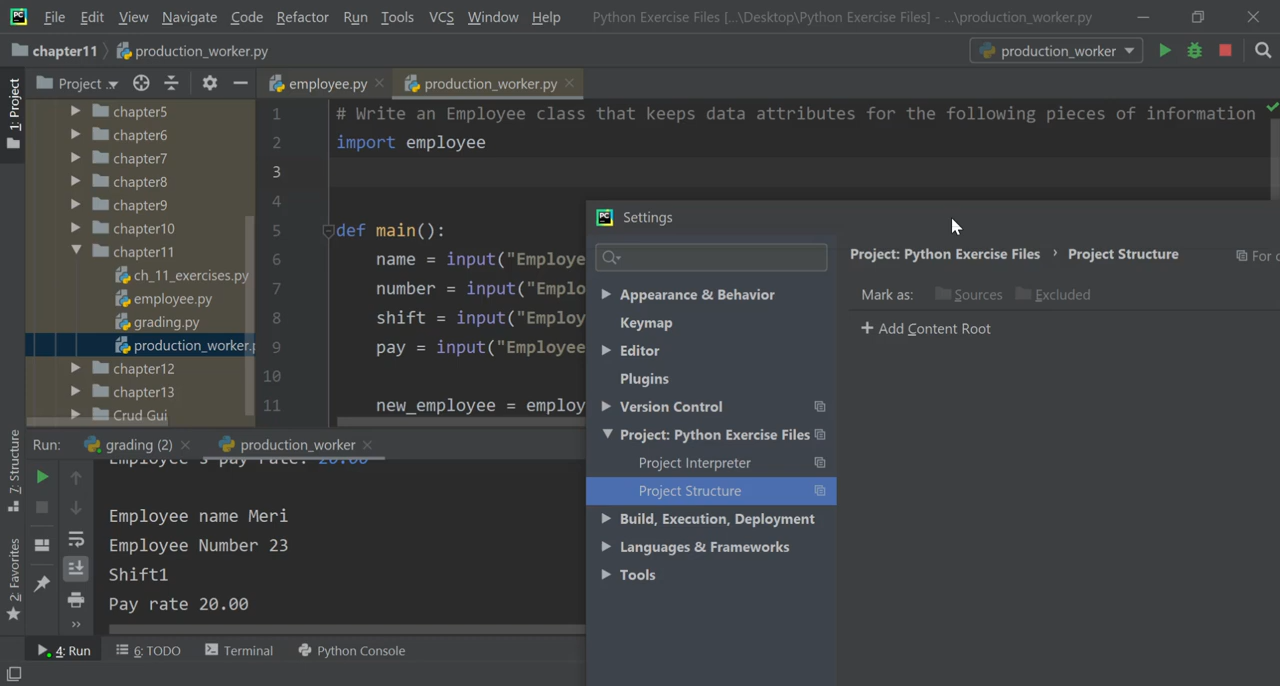 File Edit View Navigate Code Refactor Run Tools VCS Window Help Python Exercise Files [...\Desktop\Python Exercise Files] - ...\production_worker.py
chapter11 production_worker.py
production_worker
1: Project
Project
employee.py
production_worker.py
chapter5
chapter6
chapter7
chapter8
chapter9
chapter10
chapter11
ch_11_exercises.py
employee.py
grading.py
production_worker.p
chapter12
chapter13
Crud Gui
1 # Write an Employee class that keeps data attributes for the following pieces of information
2 import employee
3
4
5 def main():
6 name = input("Employe
7 number = input("Emplo
8 shift = input("Employ
9 pay = input("Employee
10
11 new_employee = employ
Settings
Appearance & Behavior
Keymap
Editor
Plugins
Version Control
Project: Python Exercise Files
Project Interpreter
Project Structure
Build, Execution, Deployment
Languages & Frameworks
Tools
Project: Python Exercise Files › Project Structure For c
Mark as: Sources Excluded
+ Add Content Root
7: Structure
2: Favorites
Run: grading (2) production_worker
Employee's pay rate: 20.00
Employee name Meri
Employee Number 23
Shift1
Pay rate 20.00
4: Run 6: TODO Terminal Python Console